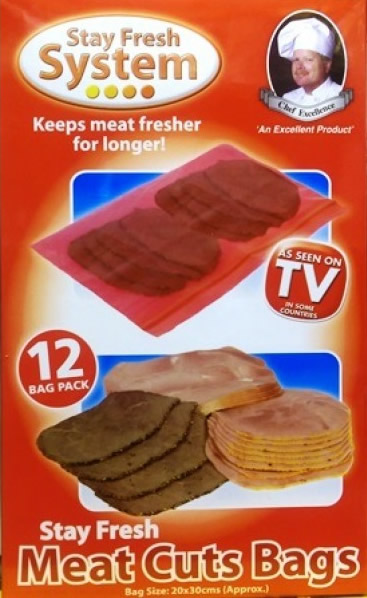 Stay Fresh
System
Keeps meat fresher
for longer!
Chef Excellence
'An Excellent Product'
AS SEEN ON
TV
IN SOME
COUNTRIES
12
BAG PACK
Stay Fresh
Meat Cuts Bags
Bag Size: 20x30cms (Approx.)